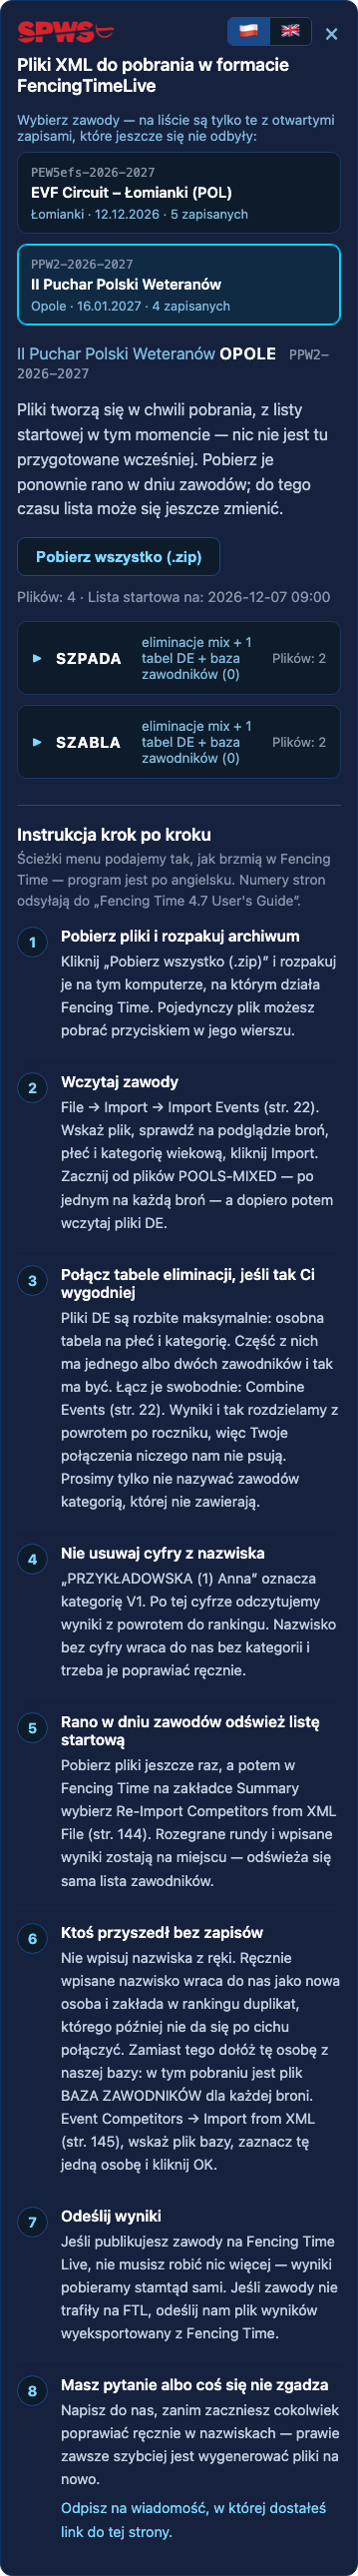 SPWS
×
Pliki XML do pobrania w formacie
FencingTimeLive
Wybierz zawody — na liście są tylko te z otwartymi
zapisami, które jeszcze się nie odbyły:
PEW5efs-2026-2027
EVF Circuit – Łomianki (POL)
Łomianki · 12.12.2026 · 5 zapisanych
PPW2-2026-2027
II Puchar Polski Weteranów
Opole · 16.01.2027 · 4 zapisanych
II Puchar Polski Weteranów OPOLE PPW2-
2026-2027
Pliki tworzą się w chwili pobrania, z listy
startowej w tym momencie — nic nie jest tu
przygotowane wcześniej. Pobierz je
ponownie rano w dniu zawodów; do tego
czasu lista może się jeszcze zmienić.
Pobierz wszystko (.zip)
Plików: 4 · Lista startowa na: 2026-12-07 09:00
► SZPADA eliminacje mix + 1 tabel DE + baza zawodników (0) Plików: 2
► SZABLA eliminacje mix + 1 tabel DE + baza zawodników (0) Plików: 2
Instrukcja krok po kroku
Ścieżki menu podajemy tak, jak brzmią w Fencing
Time — program jest po angielsku. Numery stron
odsyłają do „Fencing Time 4.7 User's Guide".
1 Pobierz pliki i rozpakuj archiwum
Kliknij „Pobierz wszystko (.zip)" i rozpakuj
je na tym komputerze, na którym działa
Fencing Time. Pojedynczy plik możesz
pobrać przyciskiem w jego wierszu.
2 Wczytaj zawody
File → Import → Import Events (str. 22).
Wskaż plik, sprawdź na podglądzie broń,
płeć i kategorię wiekową, kliknij Import.
Zacznij od plików POOLS-MIXED — po
jednym na każdą broń — a dopiero potem
wczytaj pliki DE.
3 Połącz tabele eliminacji, jeśli tak Ci
wygodniej
Pliki DE są rozbite maksymalnie: osobna
tabela na płeć i kategorię. Część z nich
ma jednego albo dwóch zawodników i tak
ma być. Łącz je swobodnie: Combine
Events (str. 22). Wyniki i tak rozdzielamy z
powrotem po roczniku, więc Twoje
połączenia niczego nam nie psują.
Prosimy tylko nie nazywać zawodów
kategorią, której nie zawierają.
4 Nie usuwaj cyfry z nazwiska
„PRZYKŁADOWSKA (1) Anna" oznacza
kategorię V1. Po tej cyfrze odczytujemy
wyniki z powrotem do rankingu. Nazwisko
bez cyfry wraca do nas bez kategorii i
trzeba je poprawiać ręcznie.
5 Rano w dniu zawodów odśwież listę
startową
Pobierz pliki jeszcze raz, a potem w
Fencing Time na zakładce Summary
wybierz Re-Import Competitors from XML
File (str. 144). Rozegrane rundy i wpisane
wyniki zostają na miejscu — odświeża się
sama lista zawodników.
6 Ktoś przyszedł bez zapisów
Nie wpisuj nazwiska z ręki. Ręcznie
wpisane nazwisko wraca do nas jako nowa
osoba i zakłada w rankingu duplikat,
którego później nie da się po cichu
połączyć. Zamiast tego dołóż tę osobę z
naszej bazy: w tym pobraniu jest plik
BAZA ZAWODNIKÓW dla każdej broni.
Event Competitors → Import from XML
(str. 145), wskaż plik bazy, zaznacz tę
jedną osobę i kliknij OK.
7 Odeślij wyniki
Jeśli publikujesz zawody na Fencing Time
Live, nie musisz robić nic więcej — wyniki
pobieramy stamtąd sami. Jeśli zawody nie
trafiły na FTL, odeślij nam plik wyników
wyeksportowany z Fencing Time.
8 Masz pytanie albo coś się nie zgadza
Napisz do nas, zanim zaczniesz cokolwiek
poprawiać ręcznie w nazwiskach — prawie
zawsze szybciej jest wygenerować pliki na
nowo.
Odpisz na wiadomość, w której dostałeś
link do tej strony.